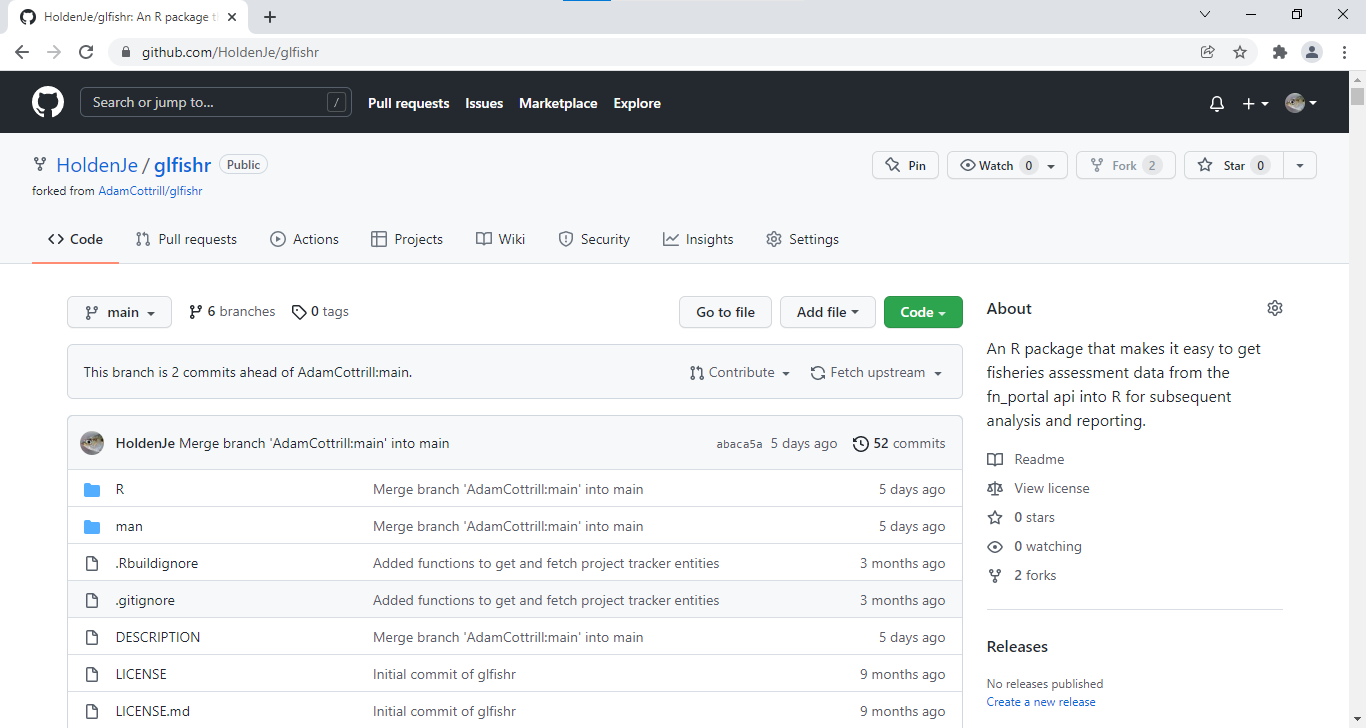 HoldenJe/glfishr: An R package t
github.com/HoldenJe/glfishr
Search or jump to... /
Pull requests Issues Marketplace Explore
HoldenJe / glfishr Public
Pin Watch 0 Fork 2 Star 0
forked from AdamCottrill/glfishr
Code Pull requests Actions Projects Wiki Security Insights Settings
main 6 branches 0 tags Go to file Add file Code
This branch is 2 commits ahead of AdamCottrill:main. Contribute Fetch upstream
HoldenJe Merge branch 'AdamCottrill:main' into main abaca5a 5 days ago 52 commits
R Merge branch 'AdamCottrill:main' into main 5 days ago
man Merge branch 'AdamCottrill:main' into main 5 days ago
.Rbuildignore Added functions to get and fetch project tracker entities 3 months ago
.gitignore Added functions to get and fetch project tracker entities 3 months ago
DESCRIPTION Merge branch 'AdamCottrill:main' into main 5 days ago
LICENSE Initial commit of glfishr 9 months ago
LICENSE.md Initial commit of glfishr 9 months ago
About
An R package that makes it easy to get
fisheries assessment data from the
fn_portal api into R for subsequent
analysis and reporting.
Readme
View license
0 stars
0 watching
2 forks
Releases
No releases published
Create a new release